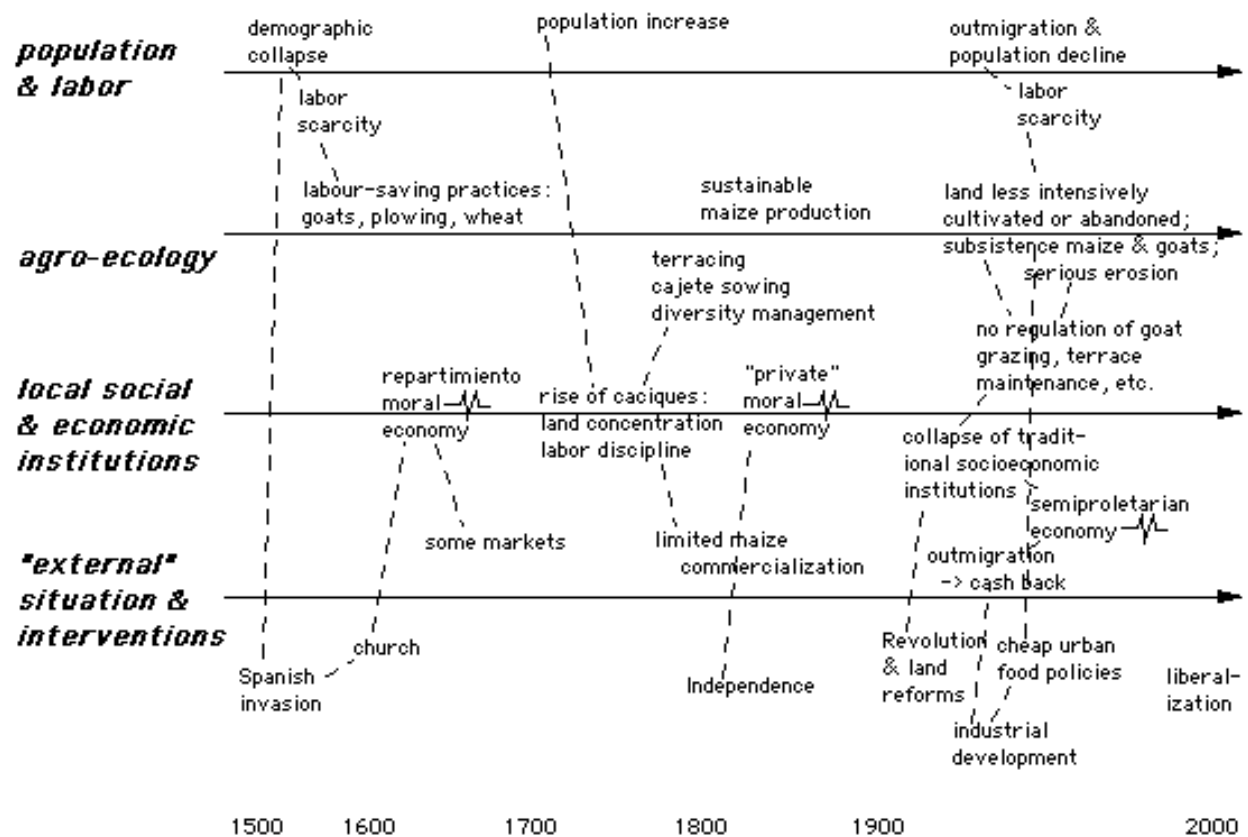 population
& labor
demographic
collapse
population increase
outmigration &
population decline
labor
scarcity
labor
scarcity
agro-ecology
labour-saving practices:
goats, plowing, wheat
sustainable
maize production
land less intensively
cultivated or abandoned;
subsistence maize & goats;
serious erosion
terracing
cajete sowing
diversity management
no regulation of goat
grazing, terrace
maintenance, etc.
local social
& economic
institutions
repartimiento
moral
economy
rise of caciques:
land concentration
labor discipline
"private"
moral
economy
collapse of tradit-
ional socioeconomic
institutions
semiproletarian
economy
some markets
limited maize
commercialization
outmigration
-> cash back
"external"
situation &
interventions
Spanish
invasion
church
Independence
Revolution
& land
reforms
cheap urban
food policies
industrial
development
liberal-
ization
1500 1600 1700 1800 1900 2000